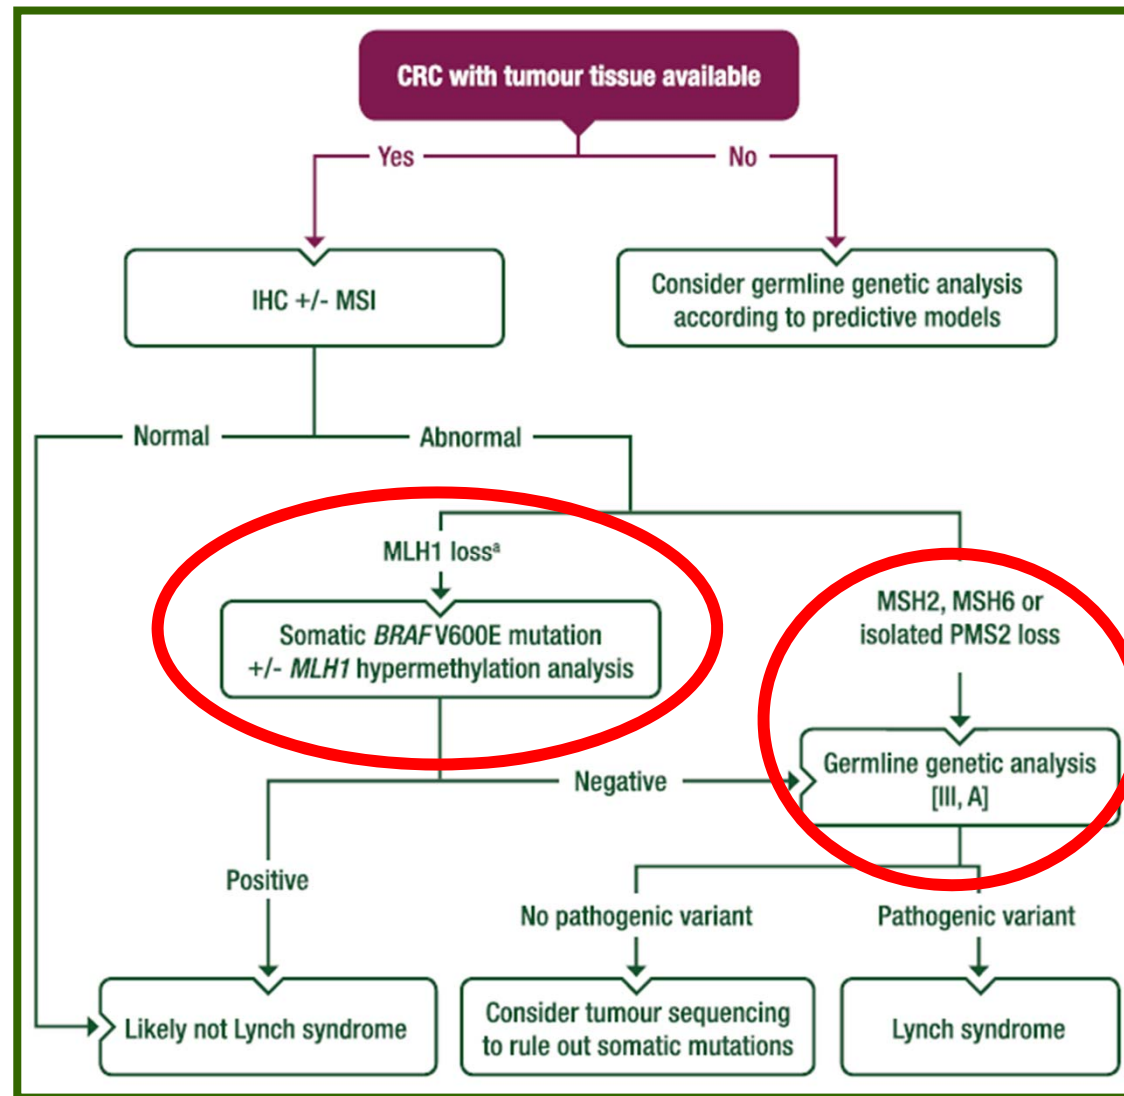 CRC with tumour tissue available
Yes
No
IHC +/- MSI
Consider germline genetic analysis
according to predictive models
Normal
Abnormal
MLH1 lossᵃ
Somatic BRAF V600E mutation
+/- MLH1 hypermethylation analysis
MSH2, MSH6 or
isolated PMS2 loss
Negative
Germline genetic analysis
[III, A]
Positive
No pathogenic variant
Pathogenic variant
Likely not Lynch syndrome
Consider tumour sequencing
to rule out somatic mutations
Lynch syndrome